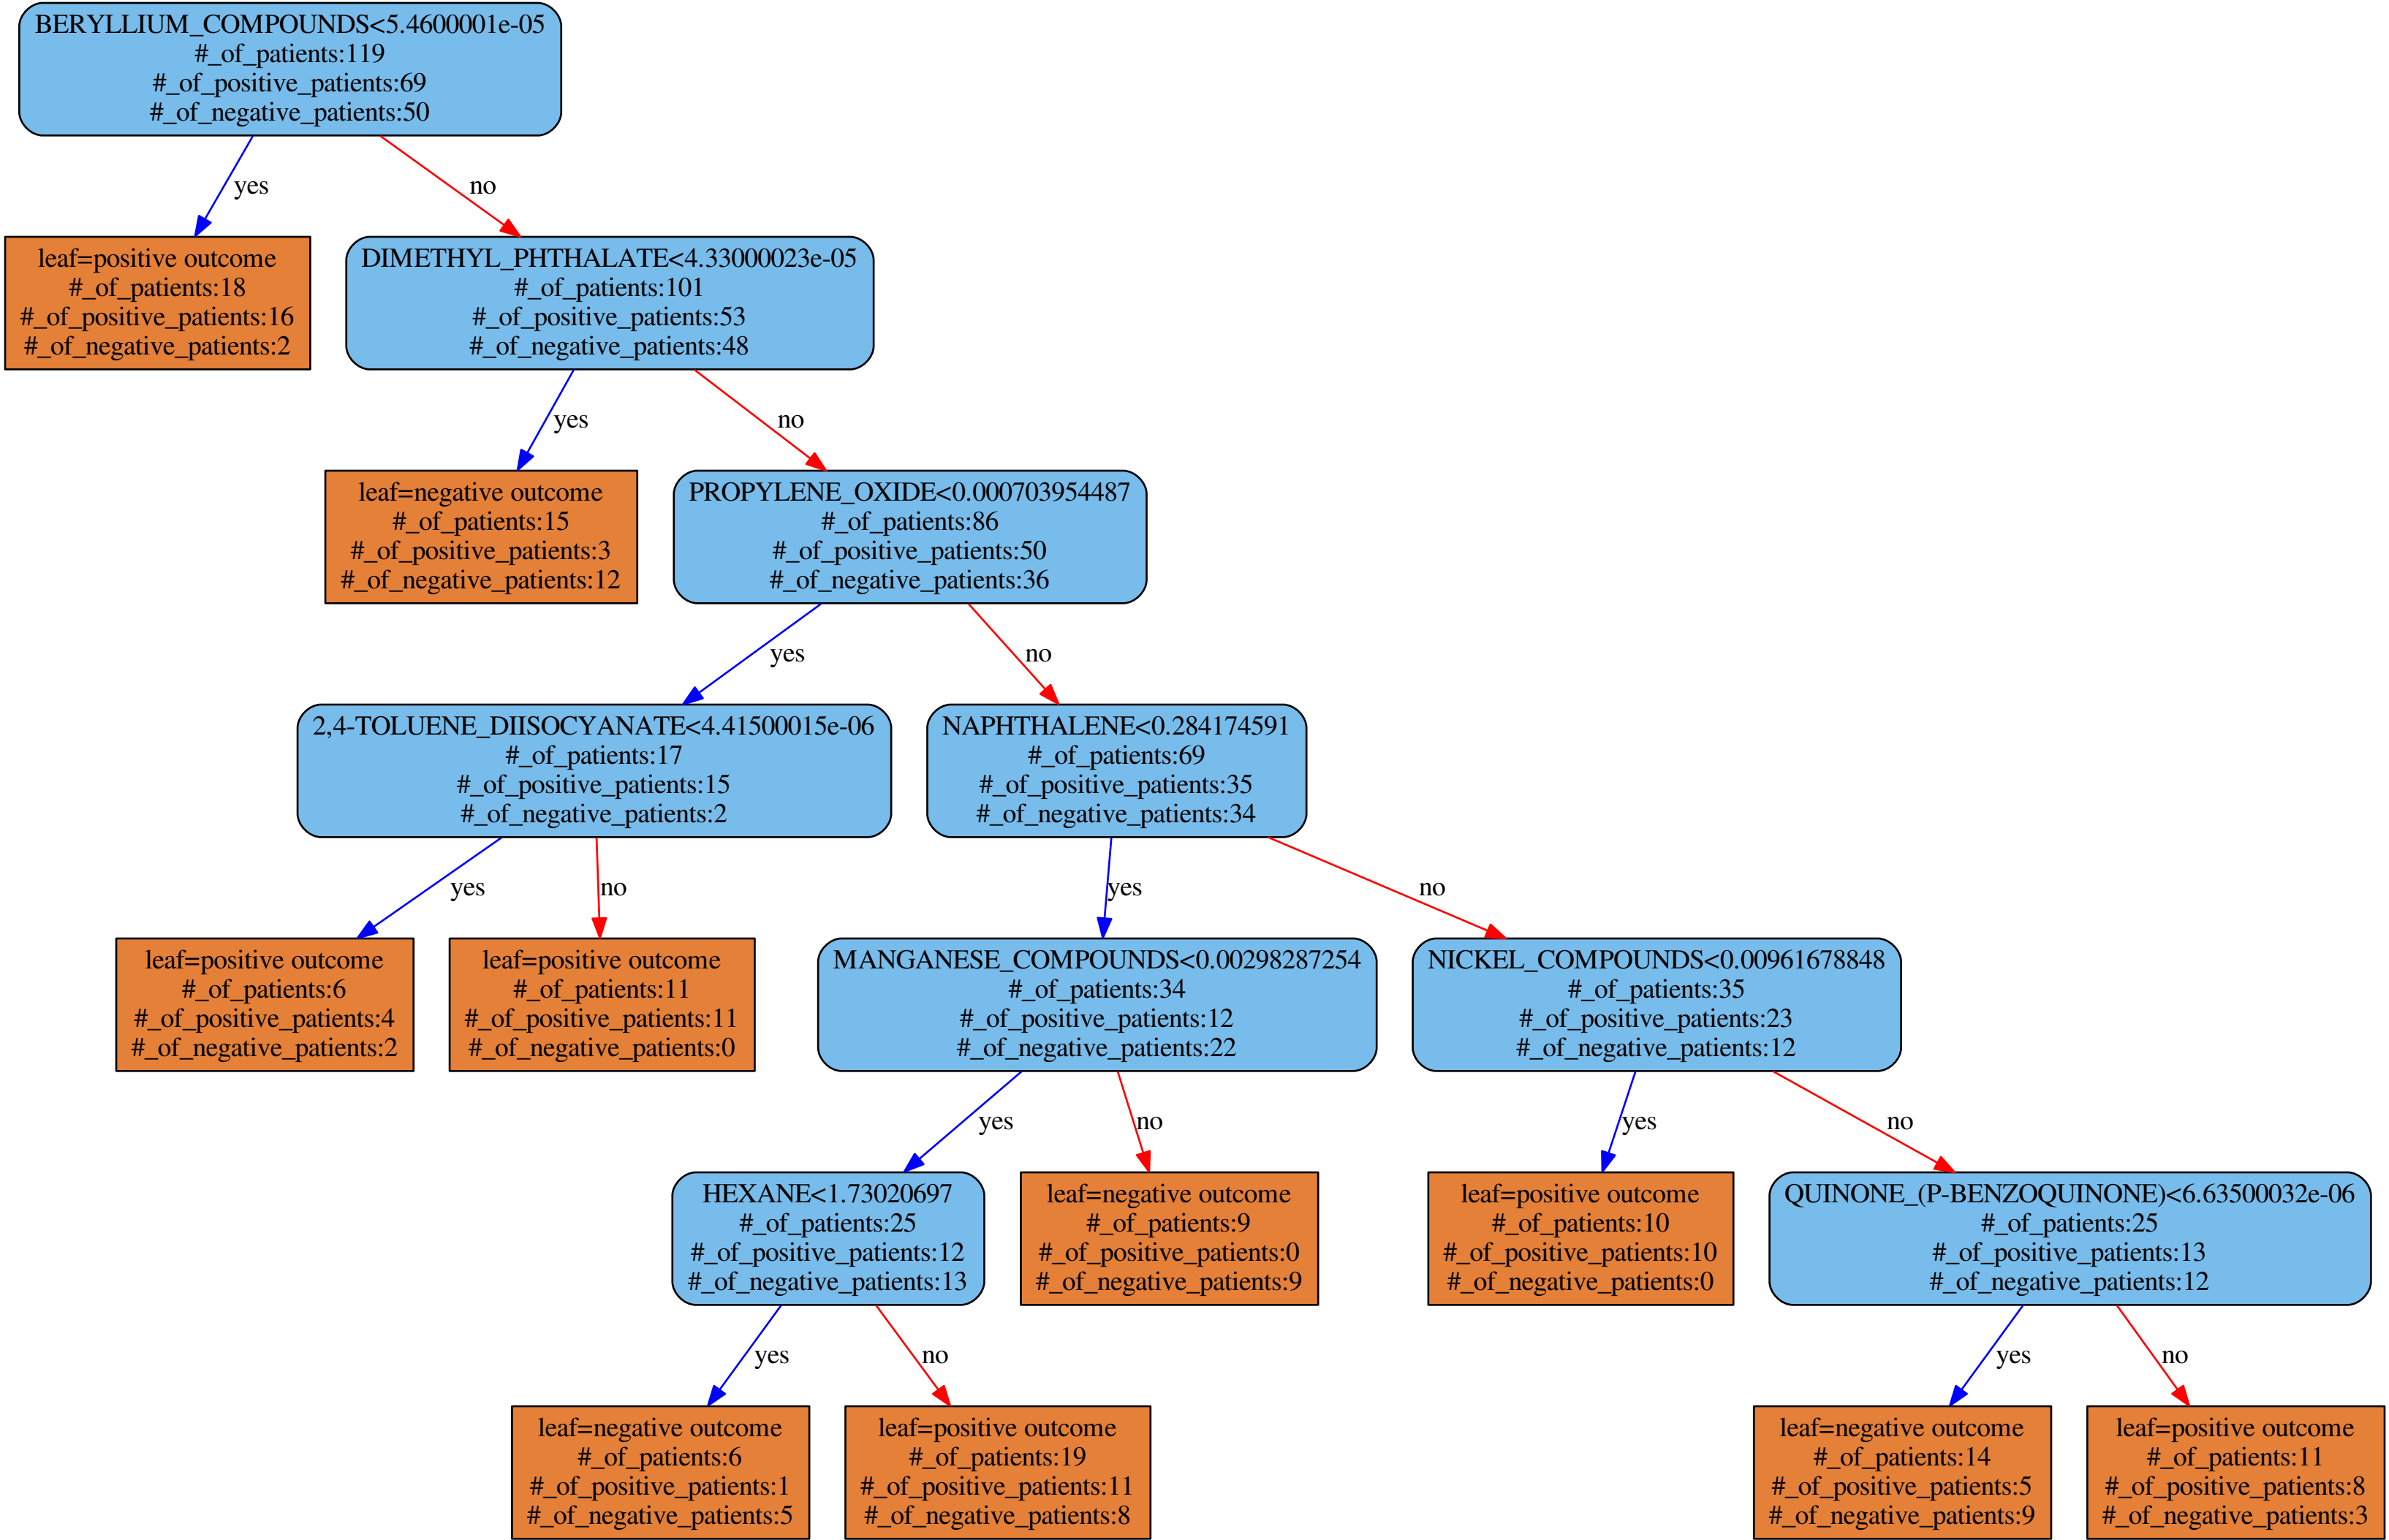 BERYLLIUM_COMPOUNDS<5.4600001e-05
#_of_patients:119
#_of_positive_patients:69
#_of_negative_patients:50
yes
no
leaf=positive outcome
#_of_patients:18
#_of_positive_patients:16
#_of_negative_patients:2
DIMETHYL_PHTHALATE<4.33000023e-05
#_of_patients:101
#_of_positive_patients:53
#_of_negative_patients:48
yes
no
leaf=negative outcome
#_of_patients:15
#_of_positive_patients:3
#_of_negative_patients:12
PROPYLENE_OXIDE<0.000703954487
#_of_patients:86
#_of_positive_patients:50
#_of_negative_patients:36
yes
no
2,4-TOLUENE_DIISOCYANATE<4.41500015e-06
#_of_patients:17
#_of_positive_patients:15
#_of_negative_patients:2
NAPHTHALENE<0.284174591
#_of_patients:69
#_of_positive_patients:35
#_of_negative_patients:34
yes
no
yes
no
leaf=positive outcome
#_of_patients:6
#_of_positive_patients:4
#_of_negative_patients:2
leaf=positive outcome
#_of_patients:11
#_of_positive_patients:11
#_of_negative_patients:0
MANGANESE_COMPOUNDS<0.00298287254
#_of_patients:34
#_of_positive_patients:12
#_of_negative_patients:22
NICKEL_COMPOUNDS<0.00961678848
#_of_patients:35
#_of_positive_patients:23
#_of_negative_patients:12
yes
no
yes
no
HEXANE<1.73020697
#_of_patients:25
#_of_positive_patients:12
#_of_negative_patients:13
leaf=negative outcome
#_of_patients:9
#_of_positive_patients:0
#_of_negative_patients:9
leaf=positive outcome
#_of_patients:10
#_of_positive_patients:10
#_of_negative_patients:0
QUINONE_(P-BENZOQUINONE)<6.63500032e-06
#_of_patients:25
#_of_positive_patients:13
#_of_negative_patients:12
yes
no
yes
no
leaf=negative outcome
#_of_patients:6
#_of_positive_patients:1
#_of_negative_patients:5
leaf=positive outcome
#_of_patients:19
#_of_positive_patients:11
#_of_negative_patients:8
leaf=negative outcome
#_of_patients:14
#_of_positive_patients:5
#_of_negative_patients:9
leaf=positive outcome
#_of_patients:11
#_of_positive_patients:8
#_of_negative_patients:3